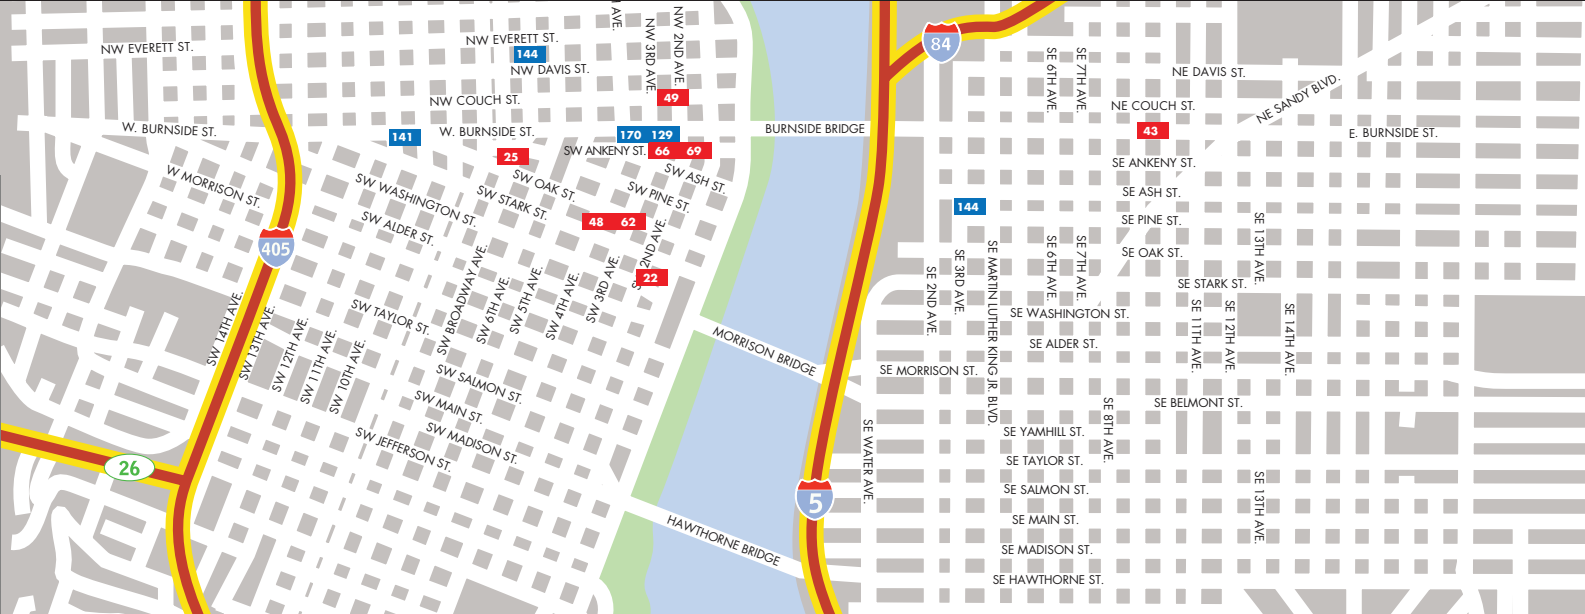 NW EVERETT ST.
NW EVERETT ST.
144
NW DAVIS ST.
NW COUCH ST.
AVE.
NW 3RD AVE.
NW 2ND AVE.
49
W. BURNSIDE ST.
141
W. BURNSIDE ST.
170 129
BURNSIDE BRIDGE
25
SW ANKENY ST.
66 69
W MORRISON ST.
SW WASHINGTON ST.
SW OAK ST.
SW ASH ST.
SW STARK ST.
SW PINE ST.
SW ALDER ST.
48 62
405
2ND AVE.
22
SW 14TH AVE.
SW 13TH AVE.
SW 12TH AVE.
SW 11TH AVE.
SW 10TH AVE.
SW TAYLOR ST.
SW BROADWAY AVE.
SW 6TH AVE.
SW 5TH AVE.
SW 4TH AVE.
SW 3RD AVE.
MORRISON BRIDGE
SW SALMON ST.
SW MAIN ST.
SW MADISON ST.
SW JEFFERSON ST.
26
5
HAWTHORNE BRIDGE
84
SE 6TH AVE.
SE 7TH AVE.
NE DAVIS ST.
NE SANDY BLVD.
NE COUCH ST.
43
E. BURNSIDE ST.
SE ANKENY ST.
SE ASH ST.
144
SE PINE ST.
SE OAK ST.
SE 13TH AVE.
SE 2ND AVE.
SE 3RD AVE.
SE MARTIN LUTHER KING JR. BLVD.
SE 6TH AVE.
SE 7TH AVE.
SE STARK ST.
SE WASHINGTON ST.
SE 11TH AVE.
SE 12TH AVE.
SE 14TH AVE.
SE ALDER ST.
SE MORRISON ST.
SE BELMONT ST.
SE 8TH AVE.
SE WATER AVE.
SE YAMHILL ST.
SE TAYLOR ST.
SE SALMON ST.
SE 13TH AVE.
SE MAIN ST.
SE MADISON ST.
SE HAWTHORNE ST.